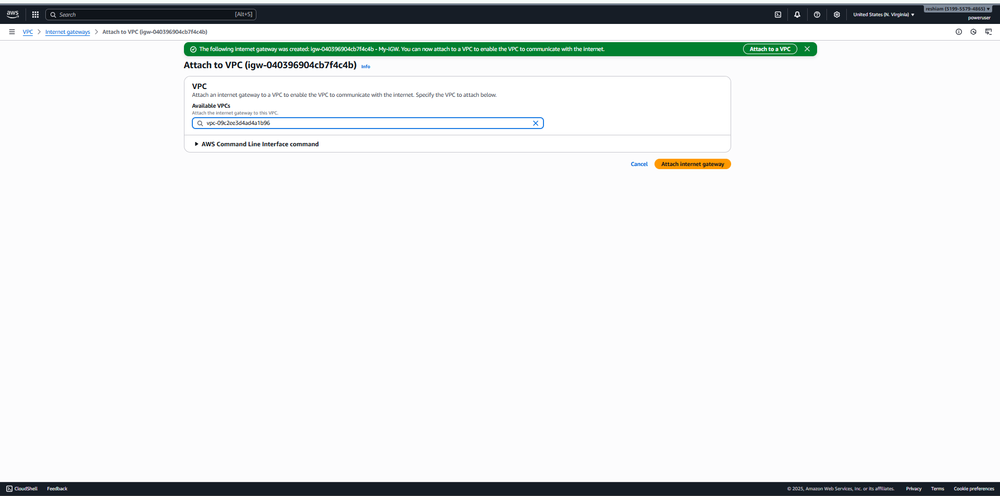 aws
Search [Alt+S]
United States (N. Virginia) ▼
reshiam (5199-5579-4865) ▼
poweruser
VPC > Internet gateways > Attach to VPC (igw-040396904cb7f4c4b)
The following internet gateway was created: igw-040396904cb7f4c4b - My-IGW. You can now attach to a VPC to enable the VPC to communicate with the internet.
Attach to a VPC
Attach to VPC (igw-040396904cb7f4c4b) Info
VPC
Attach an internet gateway to a VPC to enable the VPC to communicate with the internet. Specify the VPC to attach below.
Available VPCs
Attach the internet gateway to this VPC.
vpc-09c2ee3d4ad4a1b96
AWS Command Line Interface command
Cancel
Attach internet gateway
CloudShell
Feedback
© 2025, Amazon Web Services, Inc. or its affiliates.
Privacy
Terms
Cookie preferences